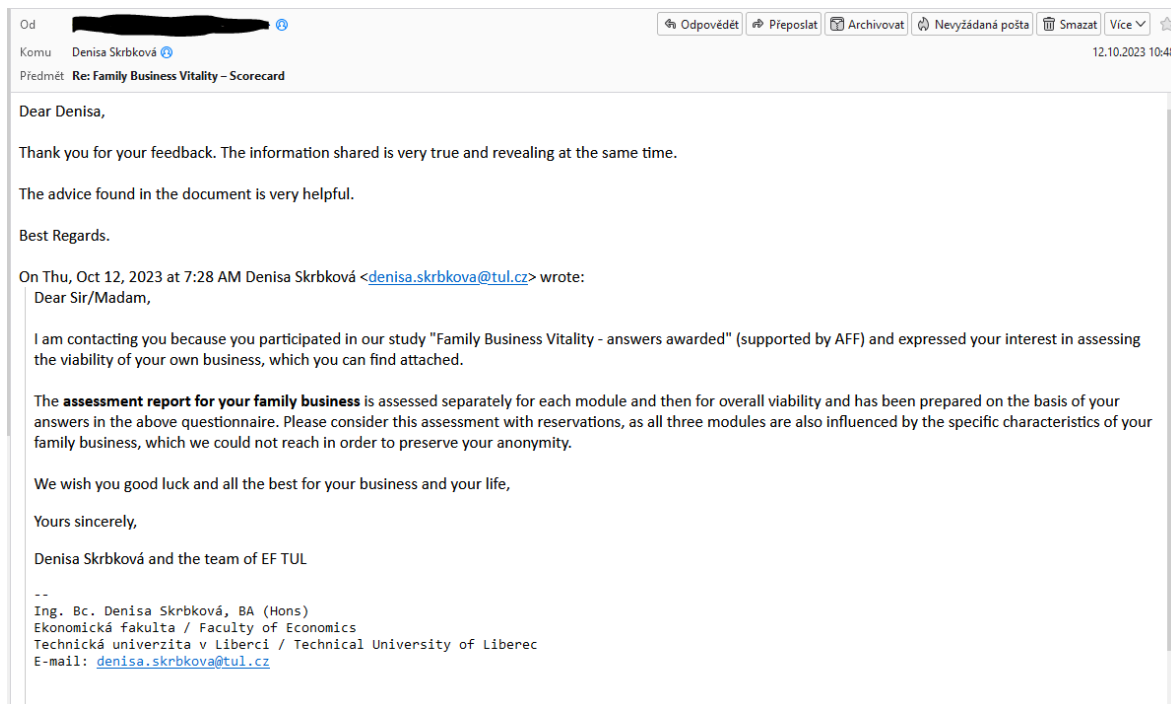 Od
Odpovědět Přeposlat Archivovat Nevyžádaná pošta Smazat Více
Komu Denisa Skrbková
12.10.2023 10:48
Předmět Re: Family Business Vitality – Scorecard
Dear Denisa,
Thank you for your feedback. The information shared is very true and revealing at the same time.
The advice found in the document is very helpful.
Best Regards.
On Thu, Oct 12, 2023 at 7:28 AM Denisa Skrbková <denisa.skrbkova@tul.cz> wrote:
Dear Sir/Madam,
I am contacting you because you participated in our study "Family Business Vitality - answers awarded" (supported by AFF) and expressed your interest in assessing
the viability of your own business, which you can find attached.
The assessment report for your family business is assessed separately for each module and then for overall viability and has been prepared on the basis of your
answers in the above questionnaire. Please consider this assessment with reservations, as all three modules are also influenced by the specific characteristics of your
family business, which we could not reach in order to preserve your anonymity.
We wish you good luck and all the best for your business and your life,
Yours sincerely,
Denisa Skrbková and the team of EF TUL
--
Ing. Bc. Denisa Skrbková, BA (Hons)
Ekonomická fakulta / Faculty of Economics
Technická univerzita v Liberci / Technical University of Liberec
E-mail: denisa.skrbkova@tul.cz